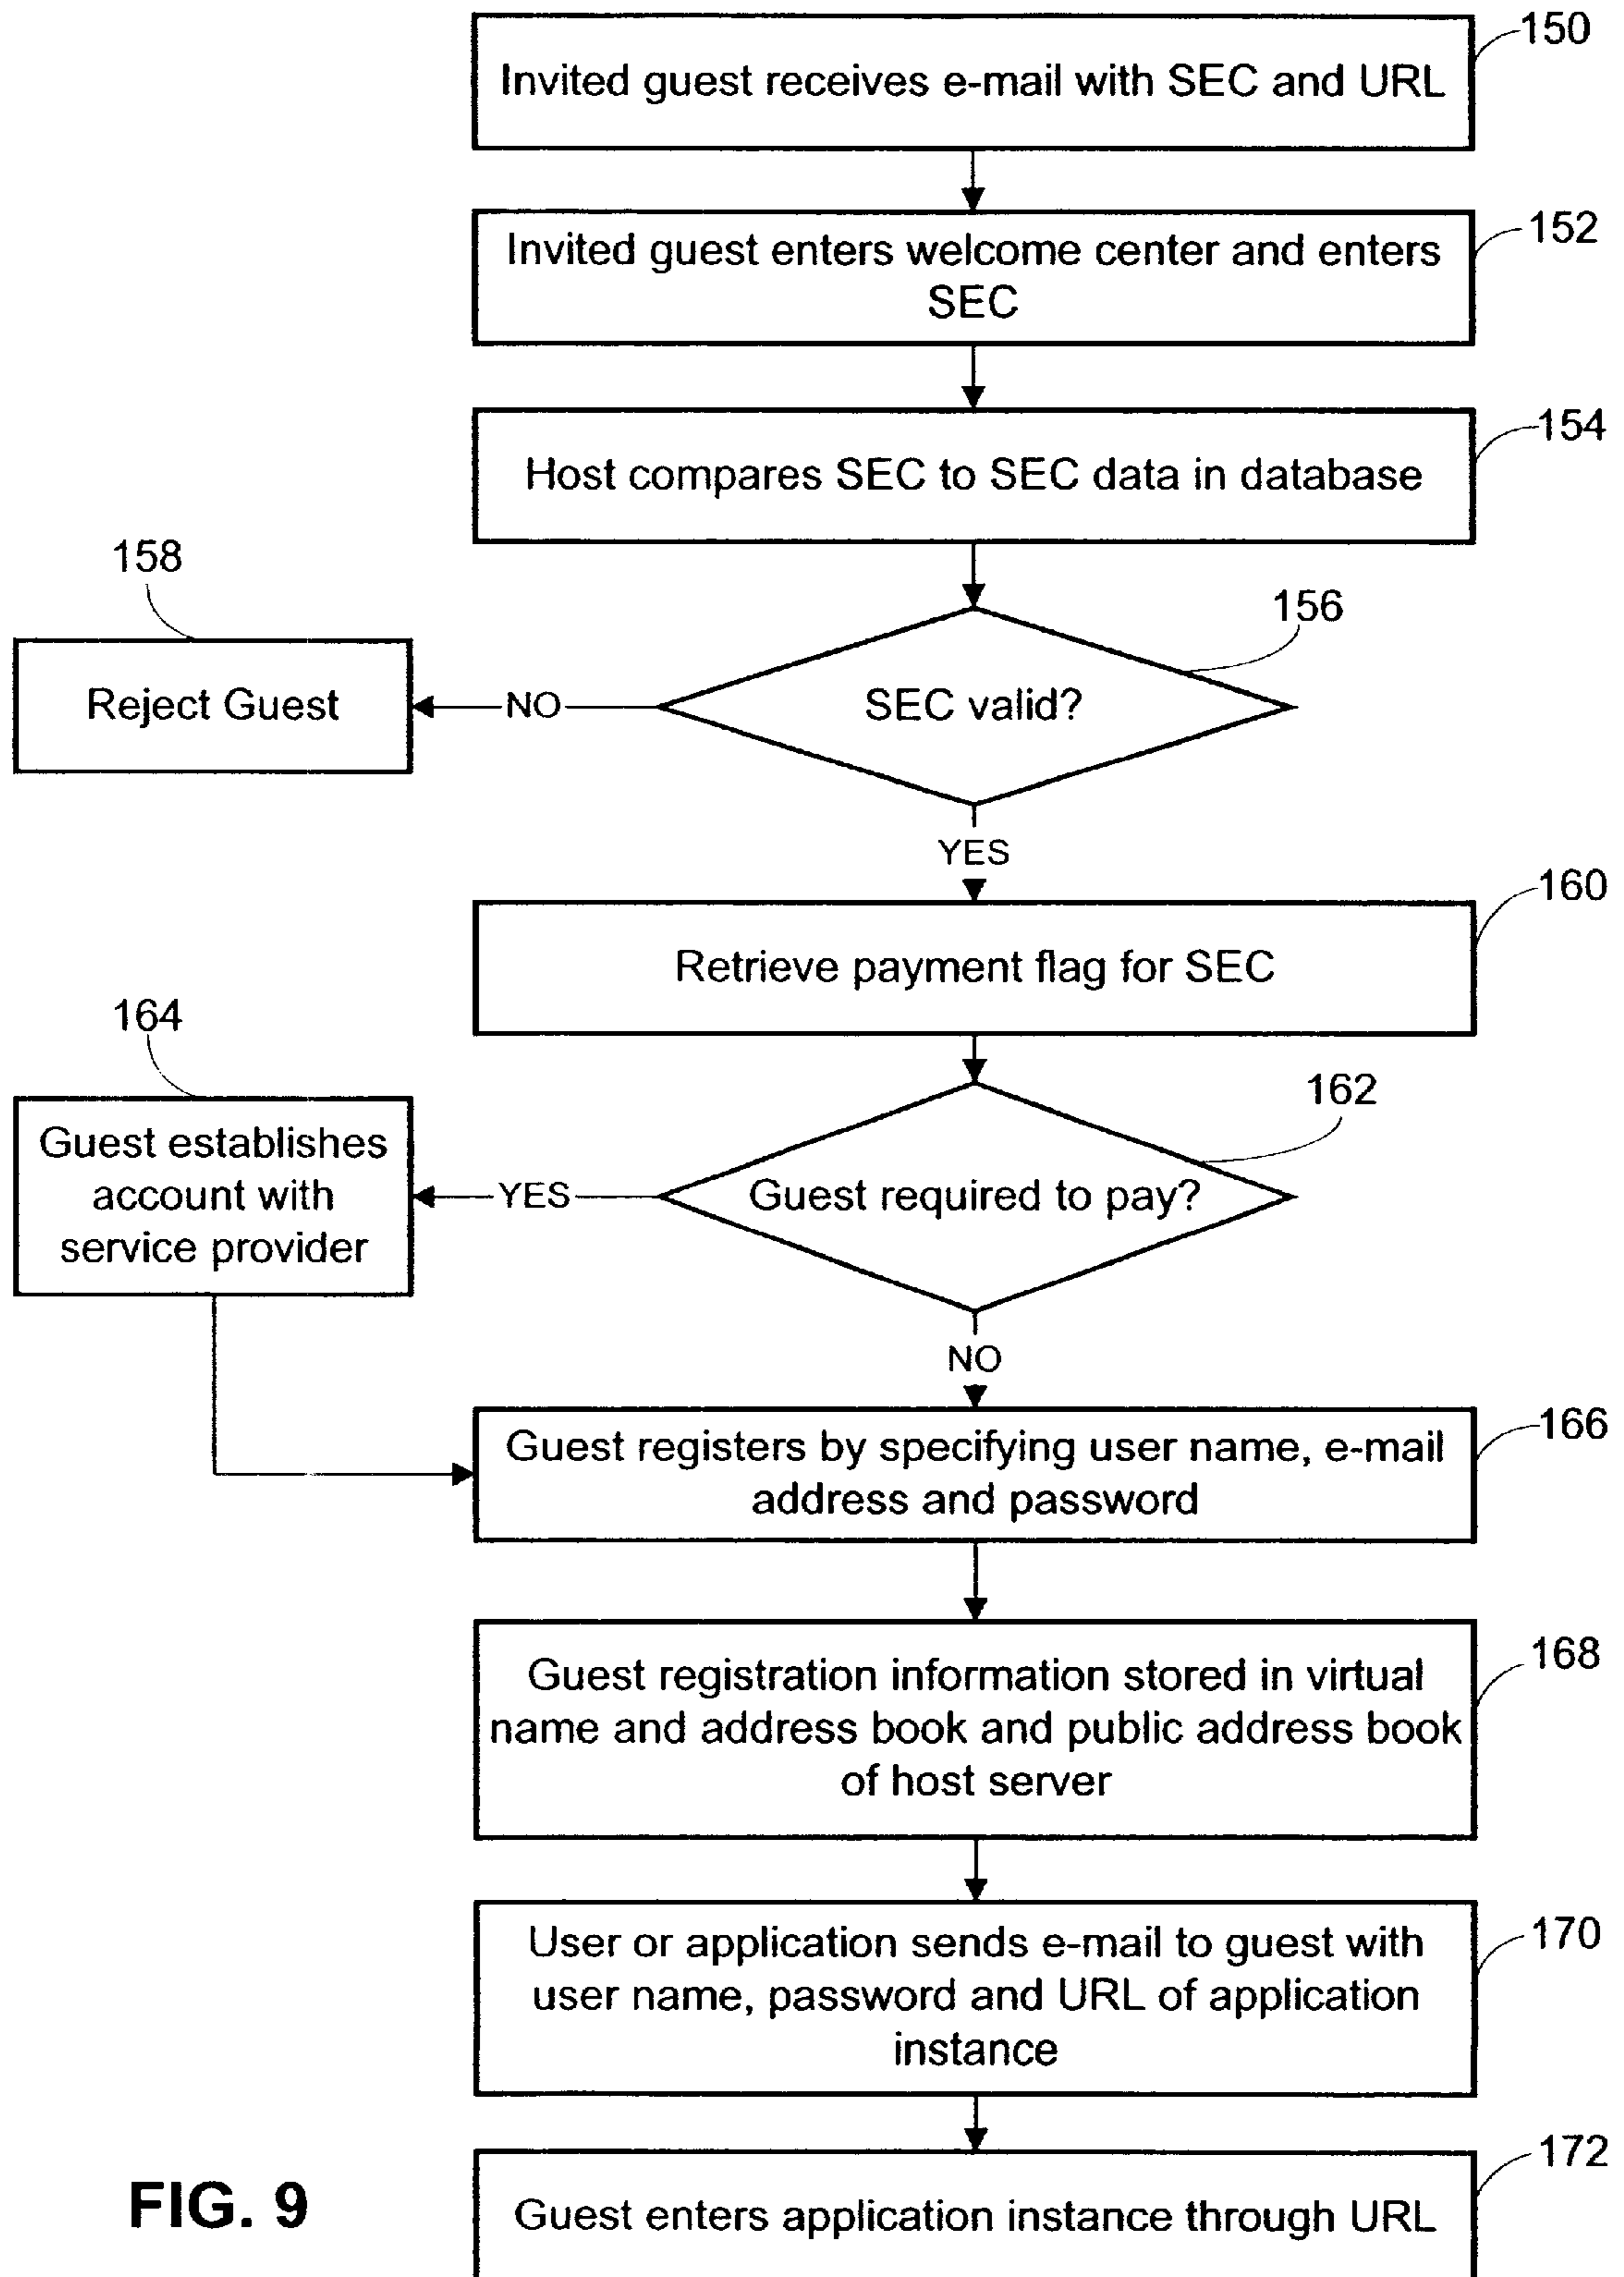 150
Invited guest receives e-mail with SEC and URL
152
Invited guest enters welcome center and enters
SEC
154
Host compares SEC to SEC data in database
158
156
Reject Guest
NO
SEC valid?
YES
160
Retrieve payment flag for SEC
164
162
Guest establishes
account with
service provider
YES
Guest required to pay?
NO
166
Guest registers by specifying user name, e-mail
address and password
168
Guest registration information stored in virtual
name and address book and public address book
of host server
170
User or application sends e-mail to guest with
user name, password and URL of application
instance
172
Guest enters application instance through URL
FIG. 9